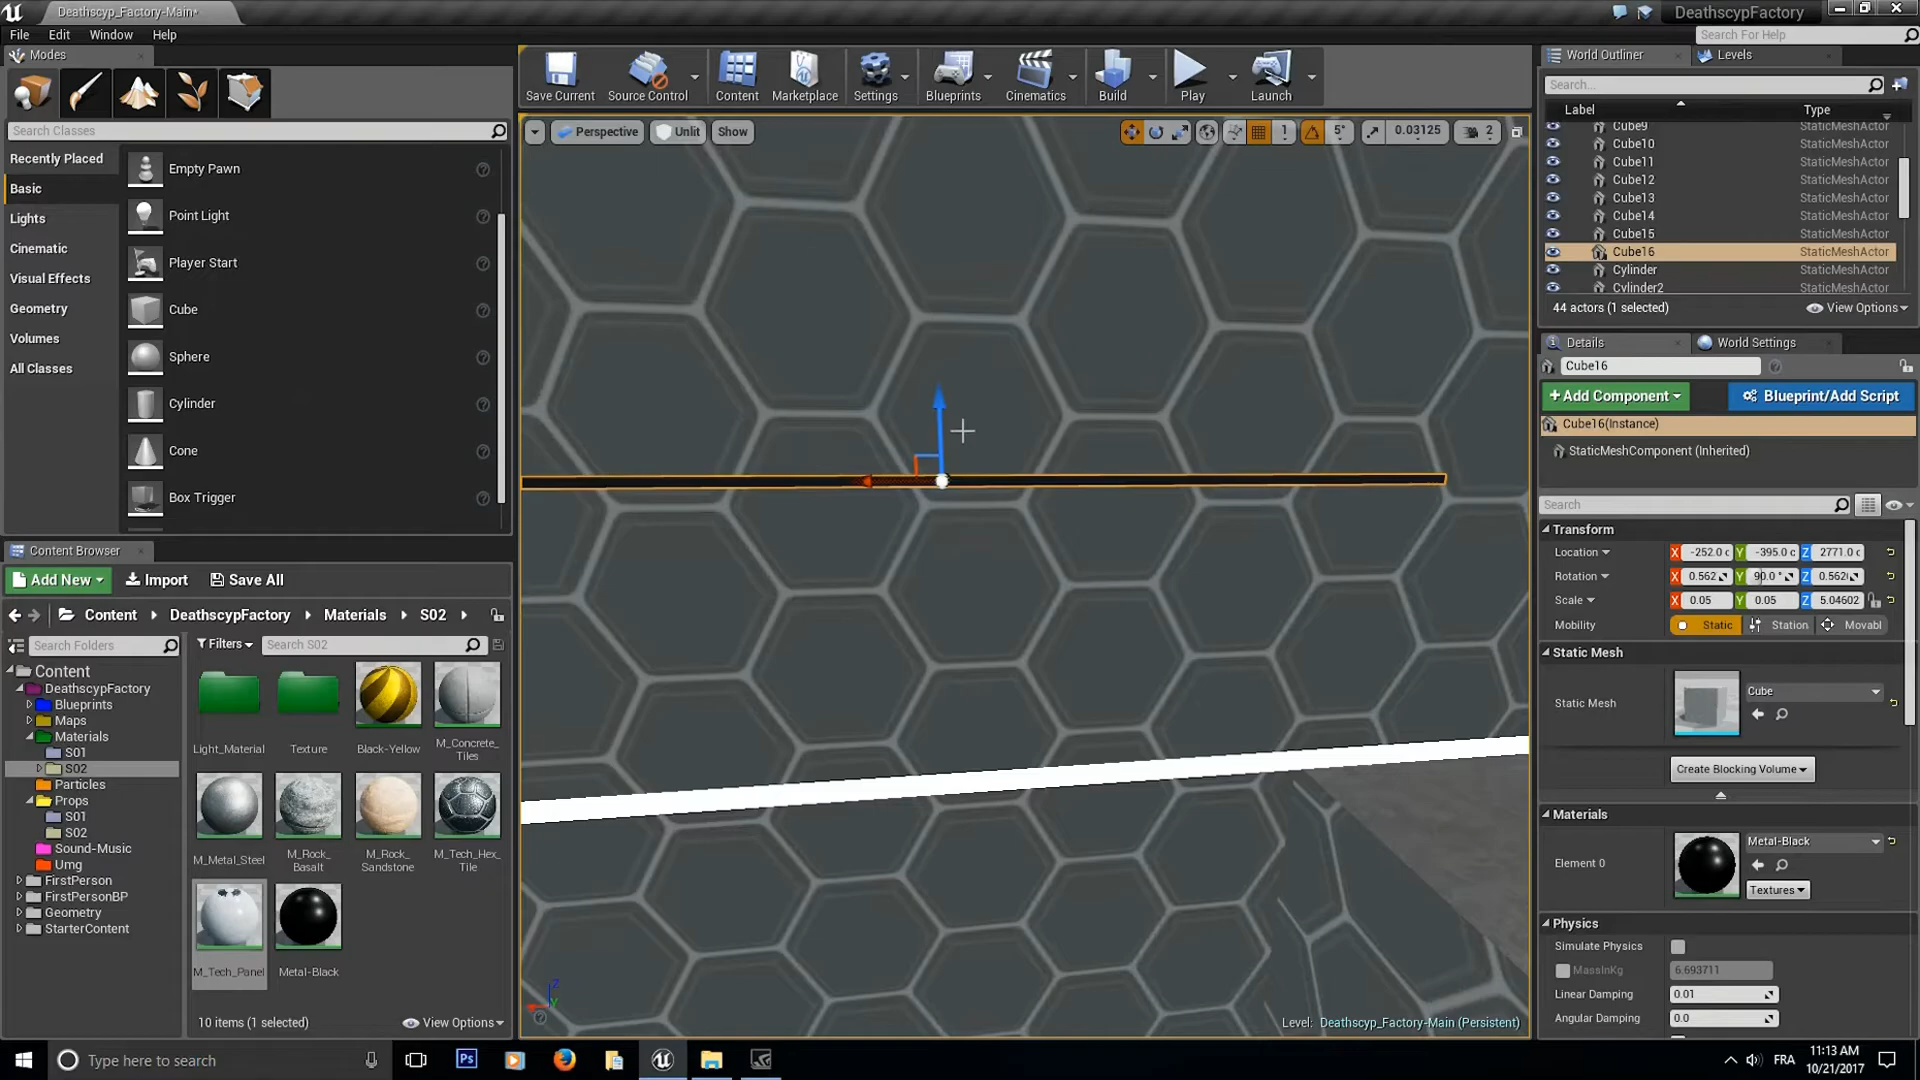 Deathscyp_Factory-Main*
DeathscypFactory
File Edit Window Help
Search For Help
Modes
Search Classes
Recently Placed
Basic
Lights
Cinematic
Visual Effects
Geometry
Volumes
All Classes
Empty Pawn
Point Light
Player Start
Cube
Sphere
Cylinder
Cone
Box Trigger
Save Current
Source Control
Content
Marketplace
Settings
Blueprints
Cinematics
Build
Play
Launch
Perspective
Unlit
Show
1
5°
0.03125
2
Level: Deathscyp_Factory-Main (Persistent)
Content Browser
Add New
Import
Save All
Content
DeathscypFactory
Materials
S02
Search Folders
Filters
Search S02
Content
DeathscypFactory
Blueprints
Maps
Materials
S01
S02
Particles
Props
S01
S02
Sound-Music
Umg
FirstPerson
FirstPersonBP
Geometry
StarterContent
Light_Material
Texture
Black-Yellow
M_Concrete_
Tiles
M_Metal_Steel
M_Rock_
Basalt
M_Rock_
Sandstone
M_Tech_Hex_
Tile
M_Tech_Panel
Metal-Black
10 items (1 selected)
View Options
World Outliner
Levels
Search...
Label
Type
Cube9 StaticMeshActor
Cube10 StaticMeshActor
Cube11 StaticMeshActor
Cube12 StaticMeshActor
Cube13 StaticMeshActor
Cube14 StaticMeshActor
Cube15 StaticMeshActor
Cube16 StaticMeshActor
Cylinder StaticMeshActor
Cylinder2 StaticMeshActor
44 actors (1 selected)
View Options
Details
World Settings
Cube16
+Add Component
Blueprint/Add Script
Cube16(Instance)
StaticMeshComponent (Inherited)
Search
Transform
Location X -252.0 c Y -395.0 c Z 2771.0 c
Rotation X 0.562 Y 90.0 ° Z 0.562
Scale X 0.05 Y 0.05 Z 5.04602
Mobility Static Station Movabl
Static Mesh
Static Mesh
Cube
Create Blocking Volume
Materials
Element 0
Metal-Black
Textures
Physics
Simulate Physics
MassInKg 6.693711
Linear Damping 0.01
Angular Damping 0.0
Type here to search
Ps
FRA
11:13 AM
10/21/2017